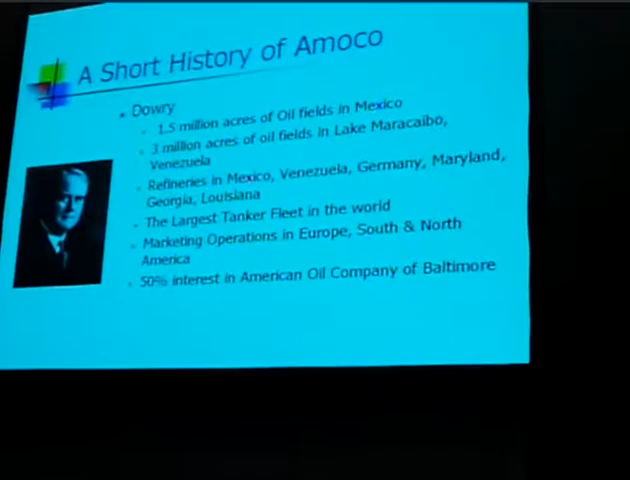 A Short History of Amoco
Dowry
1.5 million acres of Oil fields in Mexico
3 million acres of oil fields in Lake Maracaibo,
Venezuela
Refineries in Mexico, Venezuela, Germany, Maryland,
Georgia, Louisiana
The Largest Tanker Fleet in the world
Marketing Operations in Europe, South & North
America
50% interest in American Oil Company of Baltimore